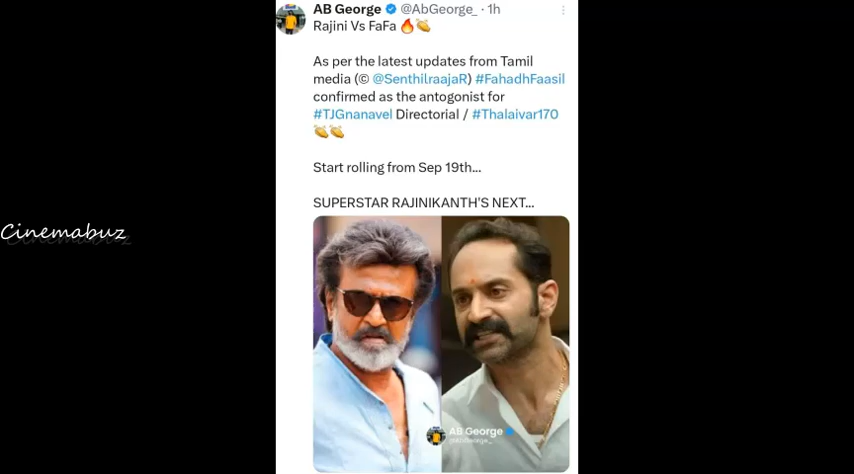 AB George @AbGeorge_ · 1h
Rajini Vs FaFa 🔥👏
As per the latest updates from Tamil
media (© @SenthilraajaR) #FahadhFaasil
confirmed as the antogonist for
#TJGnanavel Directorial / #Thalaivar170
👏👏
Start rolling from Sep 19th...
SUPERSTAR RAJINIKANTH'S NEXT...
Cinemabuz
AB George
@AbGeorge_